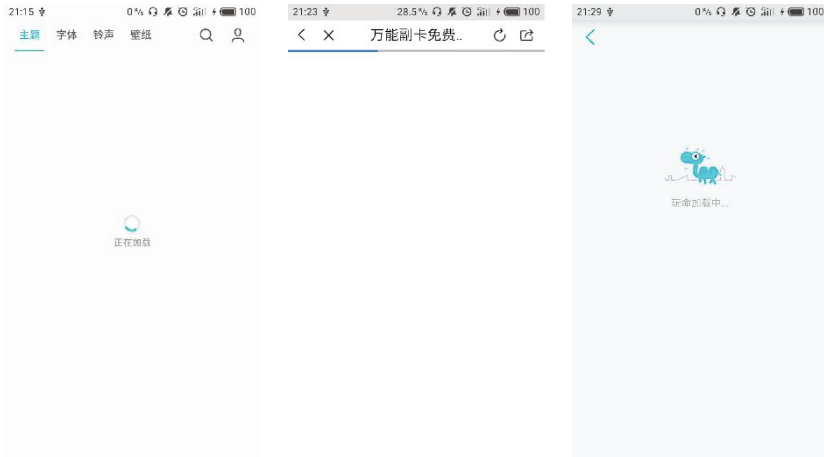 21:15 0 K/s 100
主题 字体 铃声 壁纸
正在加载
21:23 28.5 K/s 100
万能副卡免费..
21:29 0 K/s 100
玩命加载中...